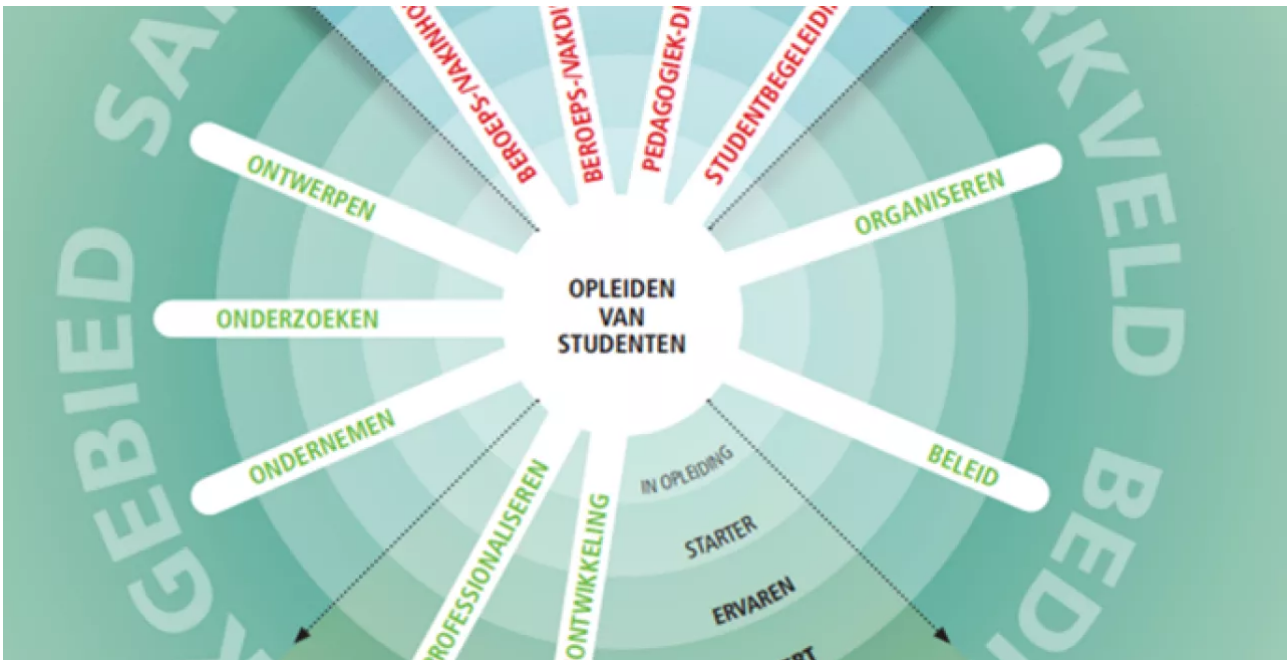 BEROEPS-/VAKINHO
BEROEPS-/VAKDI
PEDAGOGIEK-DI
STUDENTBEGELEIDIN
ONTWERPEN
ORGANISEREN
ONDERZOEKEN
OPLEIDEN
VAN
STUDENTEN
ONDERNEMEN
BELEID
PROFESSIONALISEREN
ONTWIKKELING
IN OPLEIDING
STARTER
ERVAREN
GEBIED
RKVELD
BED